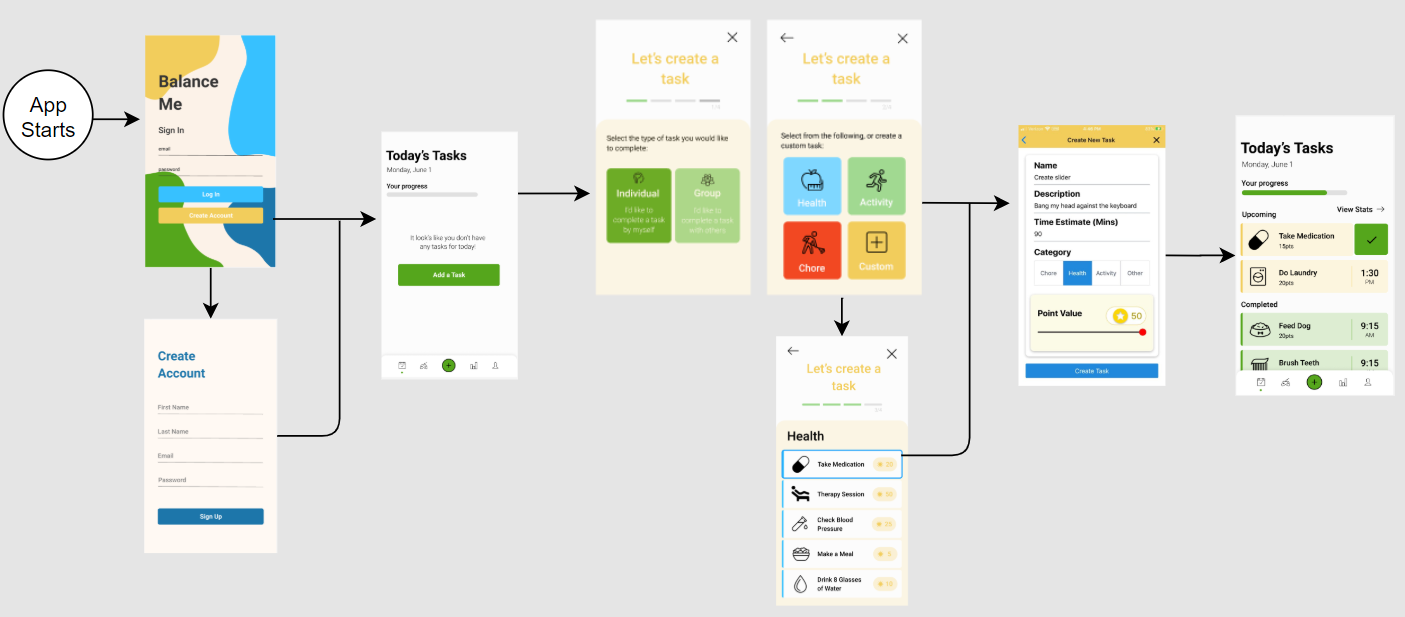 App
Starts
Balance
Me
Sign In
email
password
Log In
Create Account
Create
Account
First Name
Last Name
Email
Password
Sign Up
Today's Tasks
Monday, June 1
Your progress
It look's like you don't have
any tasks for today!
Add a Task
Let's create a
task
1/4
Select the type of task you would like
to complete:
Individual
I'd like to
complete a task
by myself
Group
I'd like to
complete a task
with others
Let's create a
task
2/4
Select from the following, or create a
custom task:
Health
Activity
Chore
Custom
Let's create a
task
3/4
Health
Take Medication
20
Therapy Session
Check Blood
Pressure
Make a Meal
5
Drink 8 Glasses
of Water
10
Create New Task
Name
Create slider
Description
Bang my head against the keyboard
Time Estimate (Mins)
90
Category
Chore
Health
Activity
Other
Point Value
50
Create Task
Today's Tasks
Monday, June 1
Your progress
View Stats
Upcoming
Take Medication
15pts
Do Laundry
20pts
1:30
PM
Completed
Feed Dog
20pts
9:15
AM
Brush Teeth
9:15